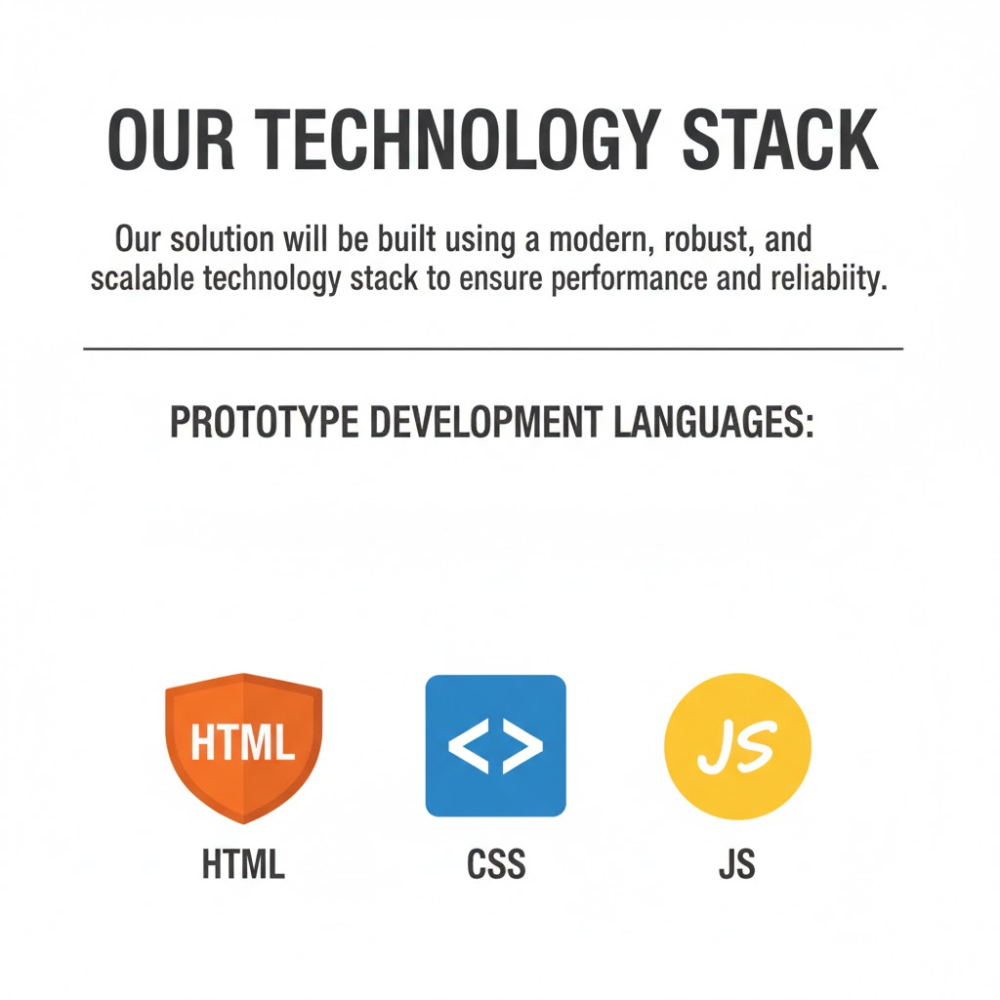 OUR TECHNOLOGY STACK
Our solution will be built using a modern, robust, and
scalable technology stack to ensure performance and reliabiity.
PROTOTYPE DEVELOPMENT LANGUAGES:
HTML
<>
JS
HTML
CSS
JS